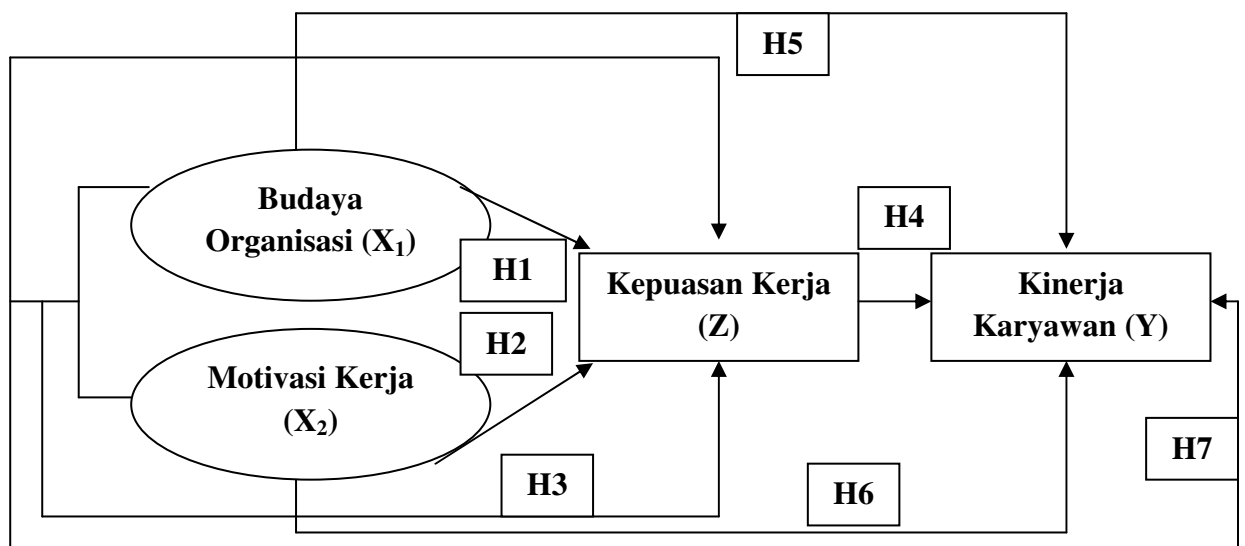 H5
Budaya
Organisasi (X₁)
H1
H4
Kepuasan Kerja
(Z)
Kinerja
Karyawan (Y)
H2
Motivasi Kerja
(X₂)
H3
H6
H7